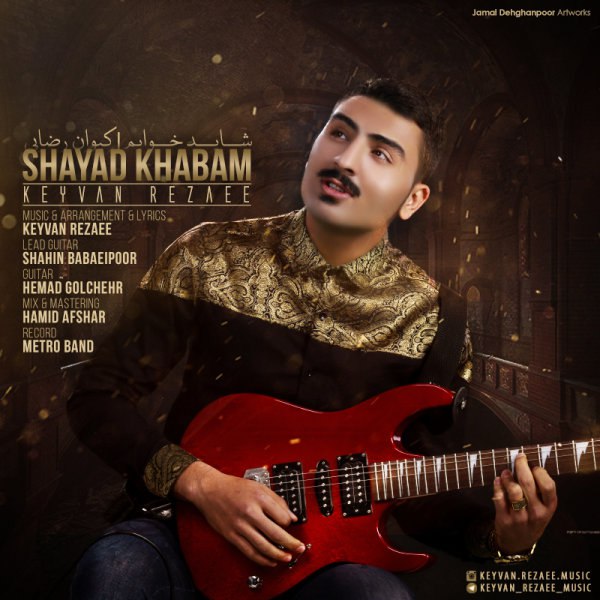 Jamal Dehghanpoor Artworks
شاید خوابم | کیوان رضایی
SHAYAD KHABAM
KEYVAN REZAEE
MUSIC & ARRANGEMENT & LYRICS
KEYVAN REZAEE
LEAD GUITAR
SHAHIN BABAEIPOOR
GUITAR
HEMAD GOLCHEHR
MIX & MASTERING
HAMID AFSHAR
RECORD
METRO BAND
KEYVAN.REZAEE.MUSIC
KEYVAN_REZAEE_MUSIC